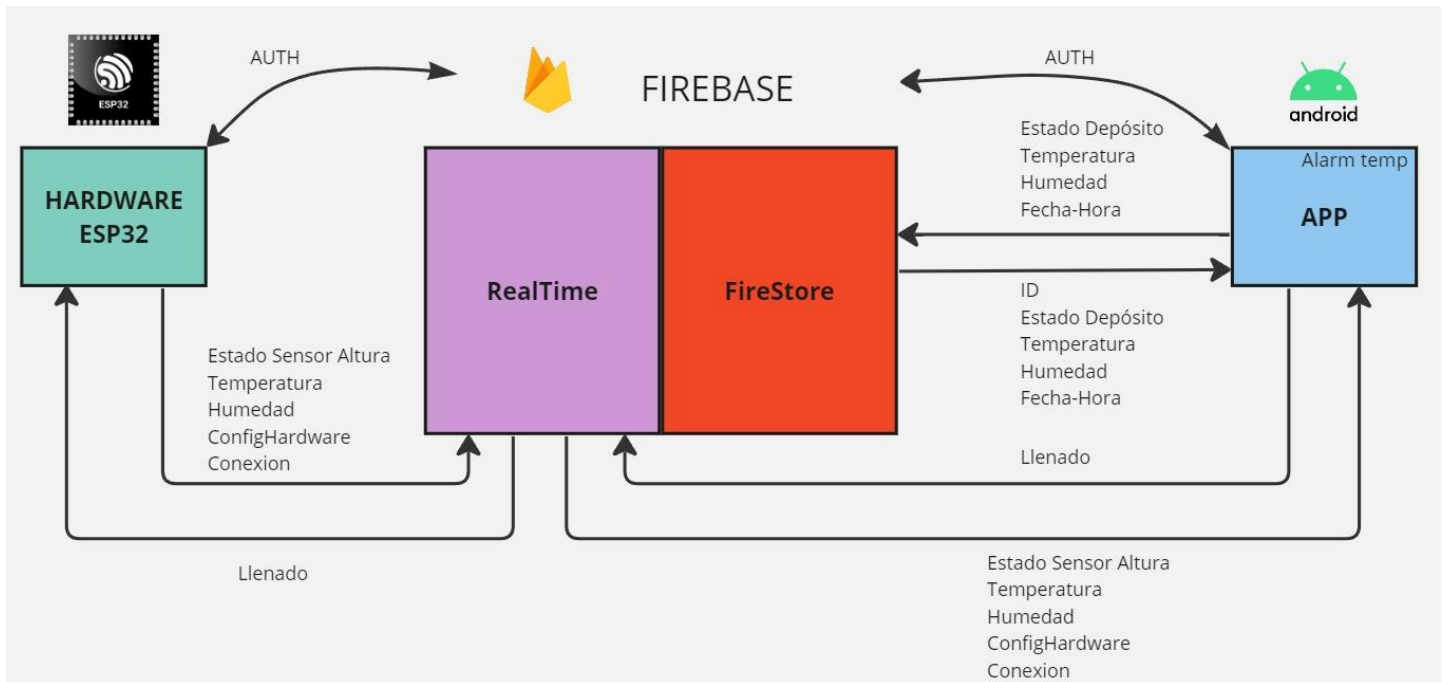 AUTH
AUTH
FIREBASE
ESP32
android
Estado Depósito
Temperatura
Humedad
Fecha-Hora
Alarm temp
HARDWARE
ESP32
APP
RealTime
FireStore
ID
Estado Depósito
Temperatura
Humedad
Fecha-Hora
Estado Sensor Altura
Temperatura
Humedad
ConfigHardware
Conexion
Llenado
Llenado
Estado Sensor Altura
Temperatura
Humedad
ConfigHardware
Conexion